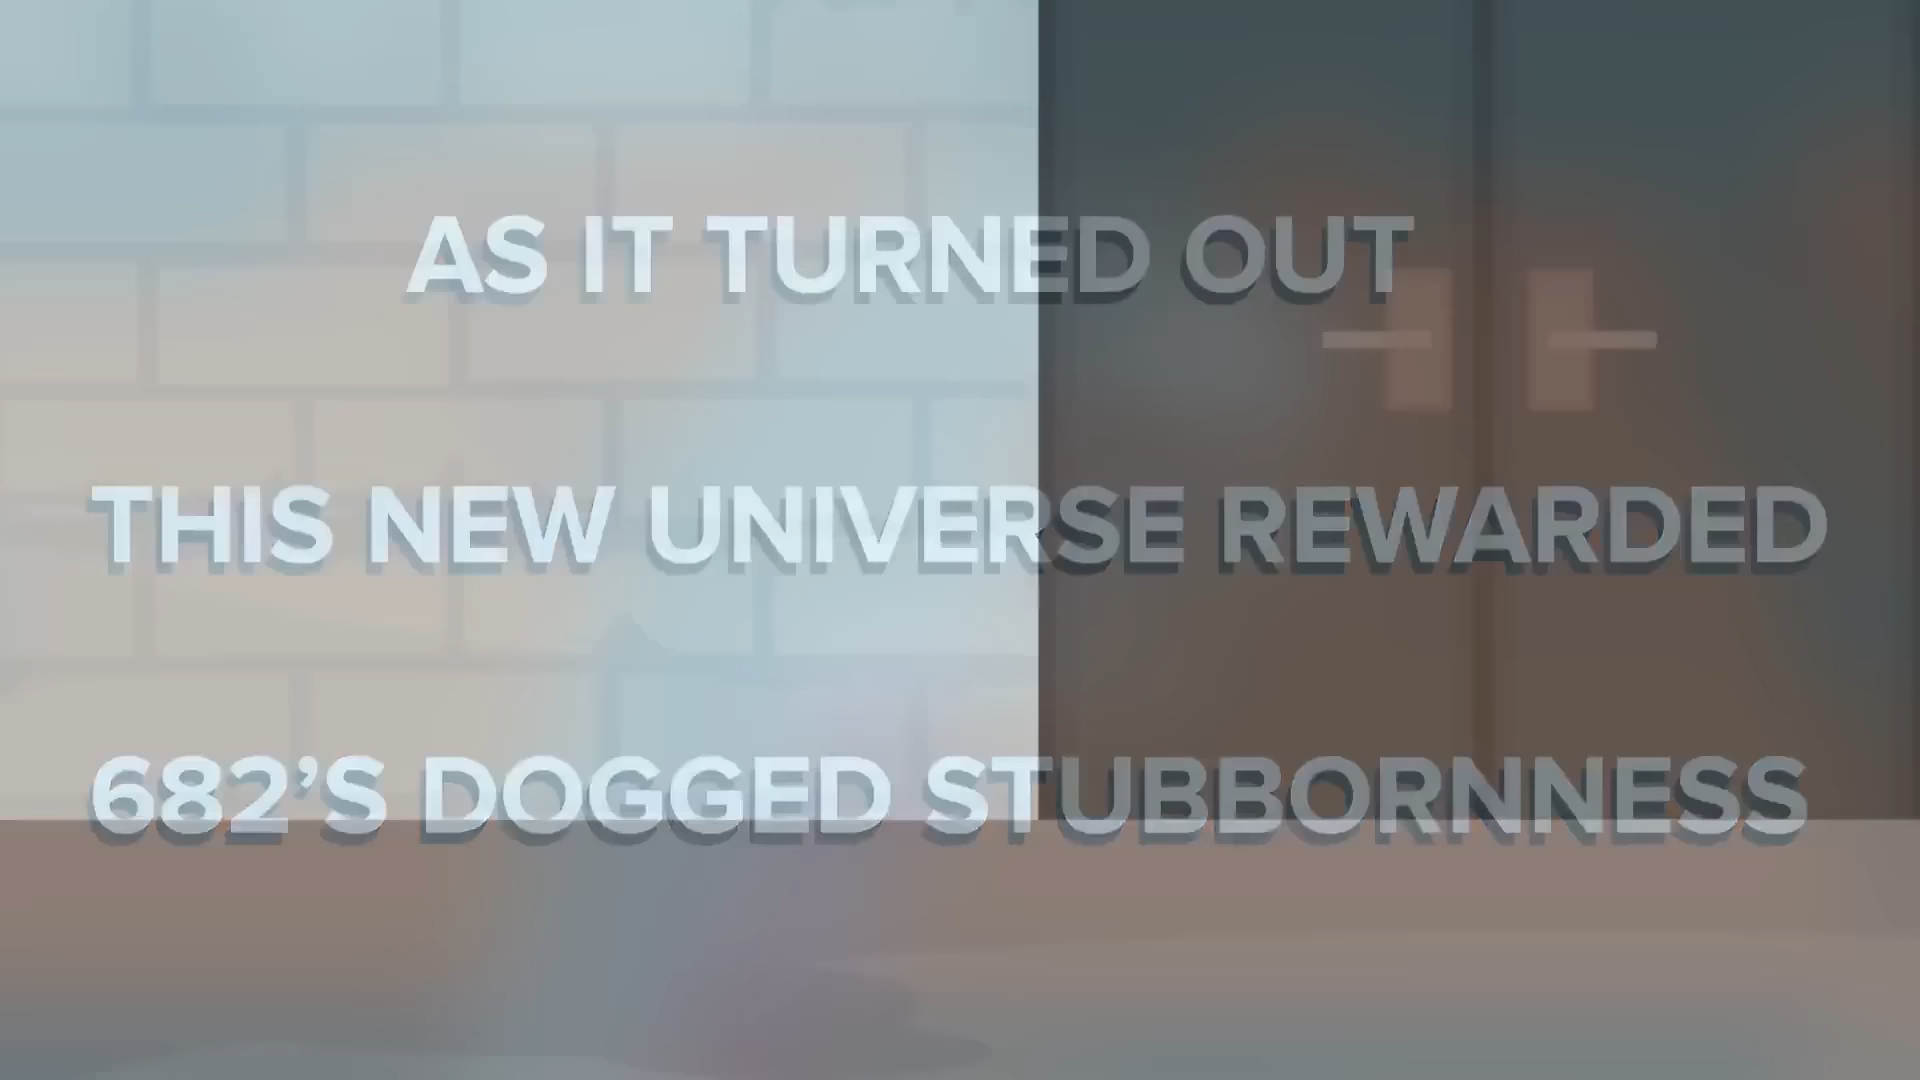 AS IT TURNED OUT
THIS NEW UNIVERSE REWARDED
682’S DOGGED STUBBORNNESS